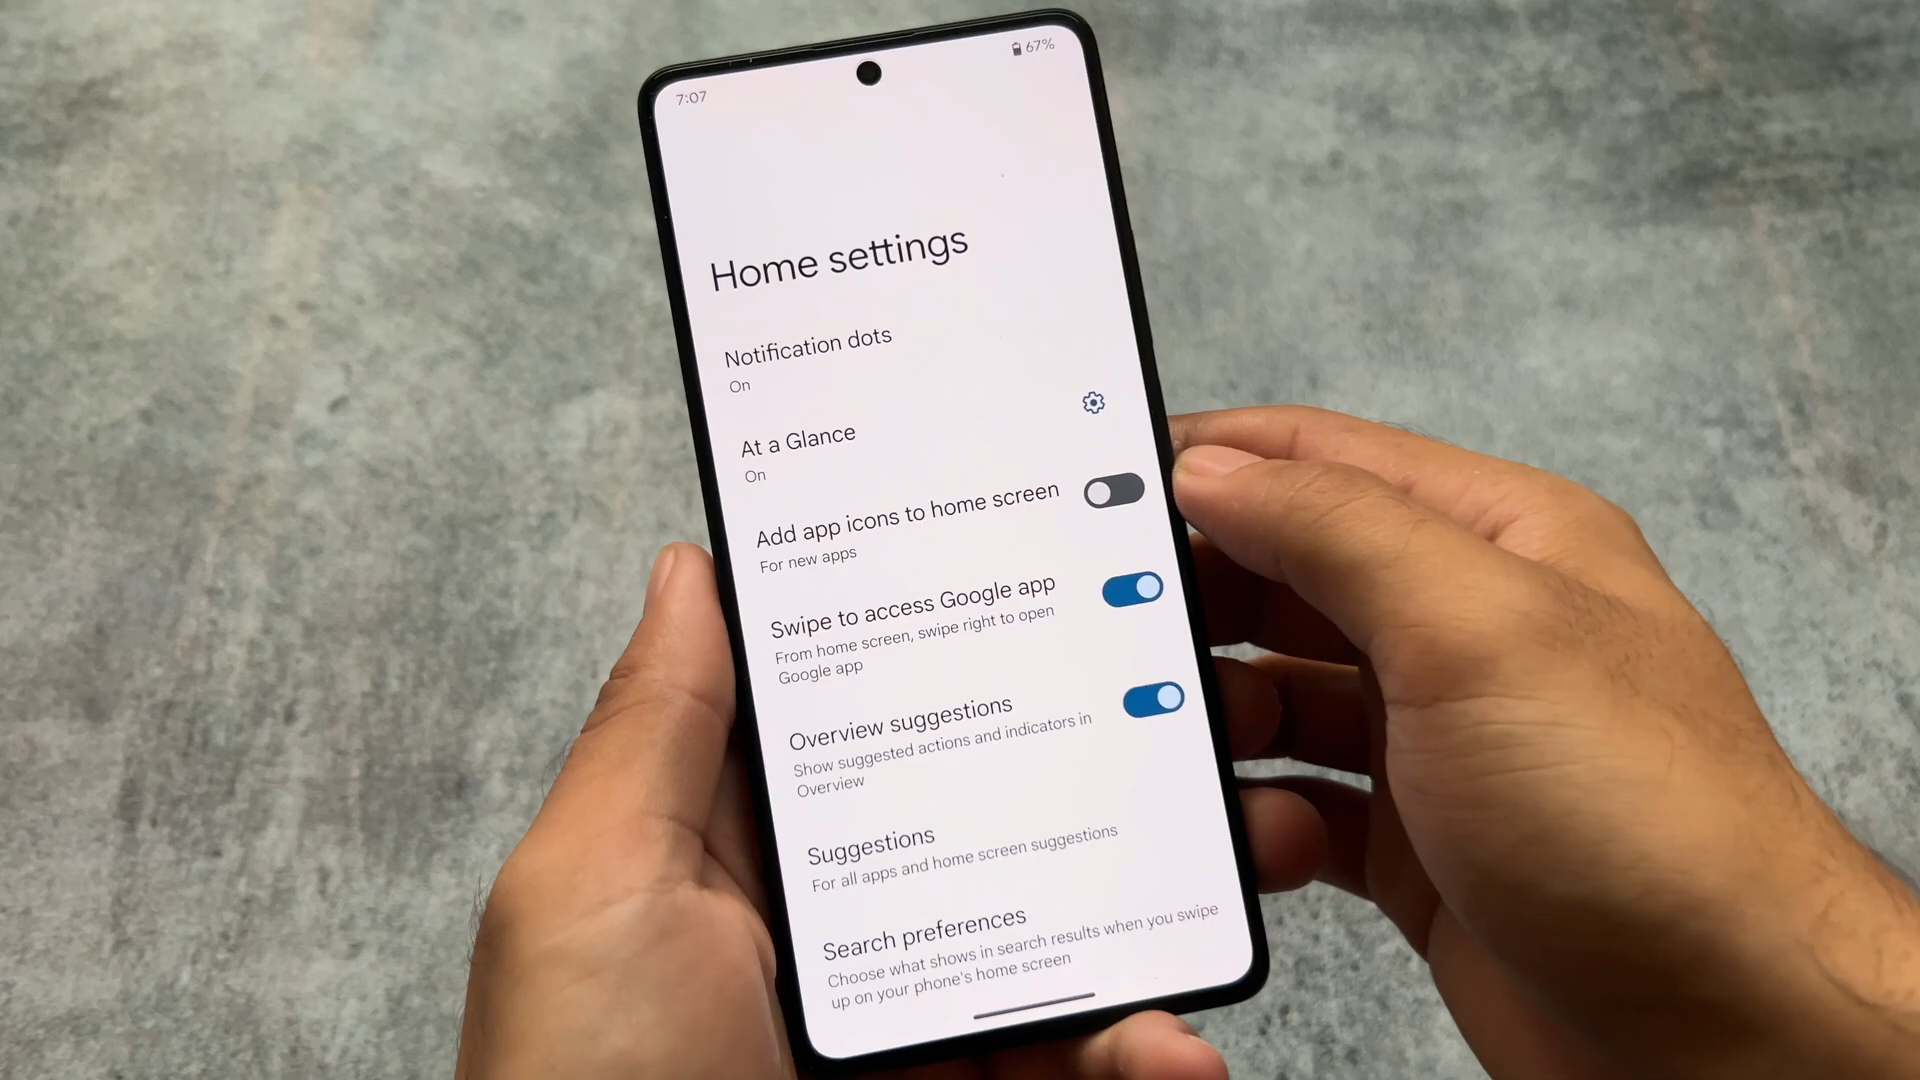 7:07
67%
Home settings
Notification dots
On
At a Glance
On
Add app icons to home screen
For new apps
Swipe to access Google app
From home screen, swipe right to open
Google app
Overview suggestions
Show suggested actions and indicators in
Overview
Suggestions
For all apps and home screen suggestions
Search preferences
Choose what shows in search results when you swipe
up on your phone's home screen